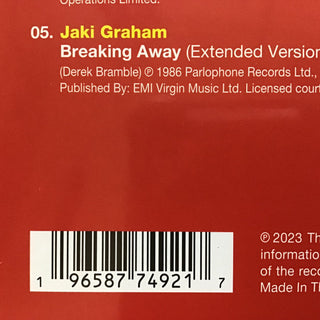 Operations Limited.
05. Jaki Graham
Breaking Away (Extended Version
(Derek Bramble) ℗ 1986 Parlophone Records Ltd.,
Published By: EMI Virgin Music Ltd. Licensed court
℗ 2023 Th
informatio
of the reco
Made In Th
1 96587 74921 7